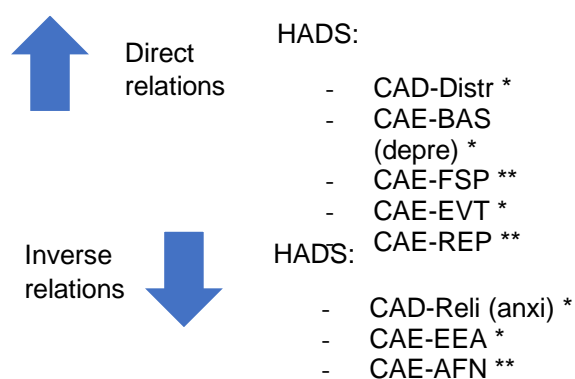 Direct
relations
HADS:
- CAD-Distr *
- CAE-BAS
(depre) *
- CAE-FSP **
- CAE-EVT *
- CAE-REP **
Inverse
relations
HADS:
- CAD-Reli (anxi) *
- CAE-EEA *
- CAE-AFN **